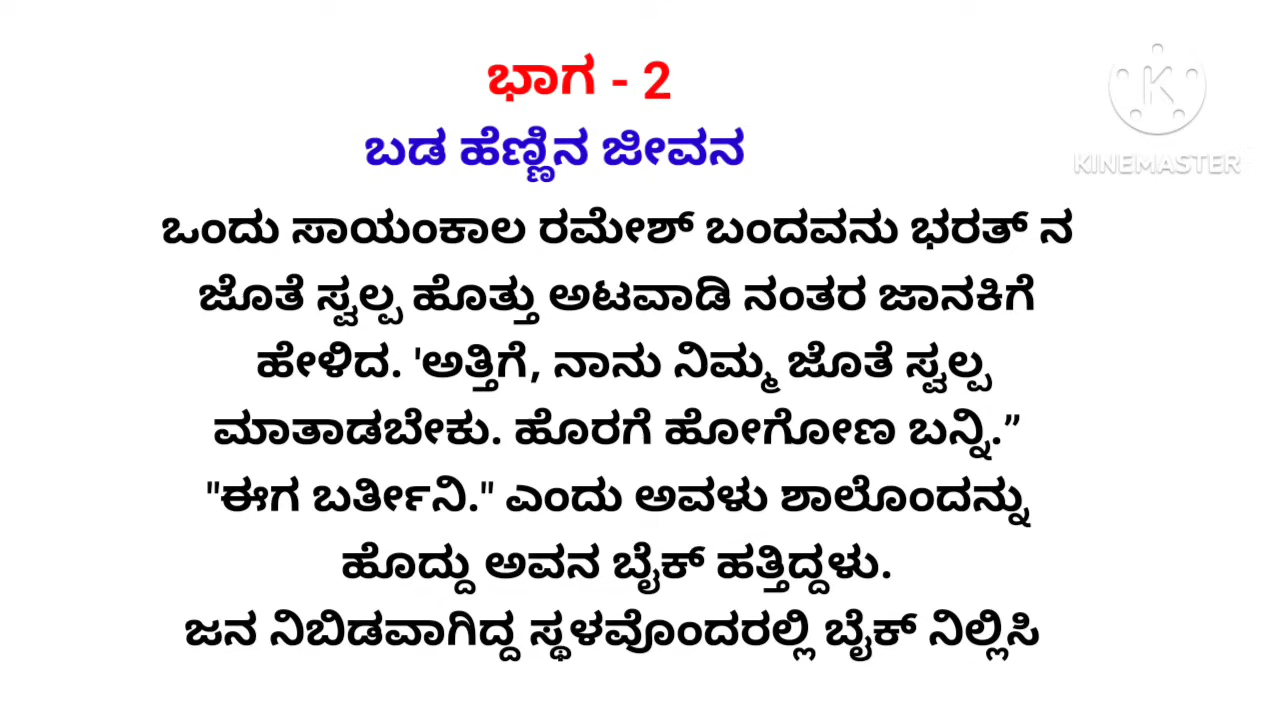 ಭಾಗ - 2
KINEMASTER
ಬಡ ಹೆಣ್ಣಿನ ಜೀವನ
ಒಂದು ಸಾಯಂಕಾಲ ರಮೇಶ್ ಬಂದವನು ಭರತ್ ನ
ಜೊತೆ ಸ್ವಲ್ಪ ಹೊತ್ತು ಅಟವಾಡಿ ನಂತರ ಜಾನಕಿಗೆ
ಹೇಳಿದ. 'ಅತ್ತಿಗೆ, ನಾನು ನಿಮ್ಮ ಜೊತೆ ಸ್ವಲ್ಪ
ಮಾತಾಡಬೇಕು. ಹೊರಗೆ ಹೋಗೋಣ ಬನ್ನಿ.”
"ಈಗ ಬರ್ತೀನಿ." ಎಂದು ಅವಳು ಶಾಲೊಂದನ್ನು
ಹೊದ್ದು ಅವನ ಬೈಕ್ ಹತ್ತಿದ್ದಳು.
ಜನ ನಿಬಿಡವಾಗಿದ್ದ ಸ್ಥಳವೊಂದರಲ್ಲಿ ಬೈಕ್ ನಿಲ್ಲಿಸಿ